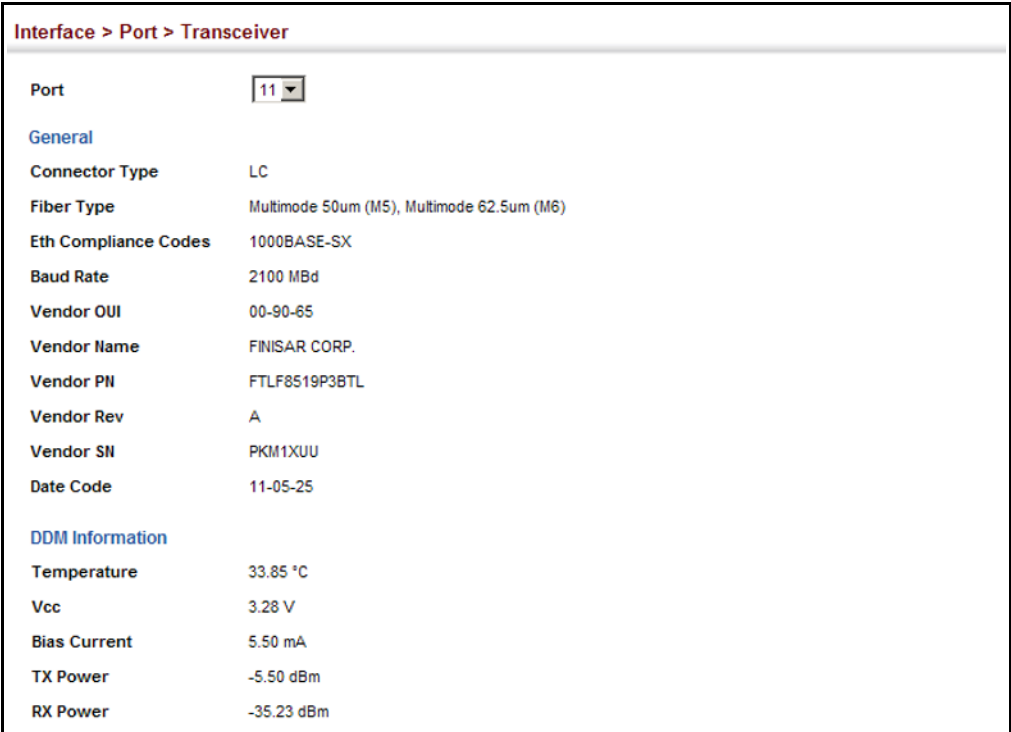 Interface > Port > Transceiver
Port 11
General
Connector Type LC
Fiber Type Multimode 50um (M5), Multimode 62.5um (M6)
Eth Compliance Codes 1000BASE-SX
Baud Rate 2100 MBd
Vendor OUI 00-90-65
Vendor Name FINISAR CORP.
Vendor PN FTLF8519P3BTL
Vendor Rev A
Vendor SN PKM1XUU
Date Code 11-05-25
DDM Information
Temperature 33.85 °C
Vcc 3.28 V
Bias Current 5.50 mA
TX Power -5.50 dBm
RX Power -35.23 dBm